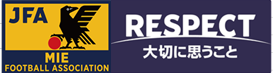 JFA
MIE
FOOTBALL ASSOCIATION
RESPECT
大切に思うこと